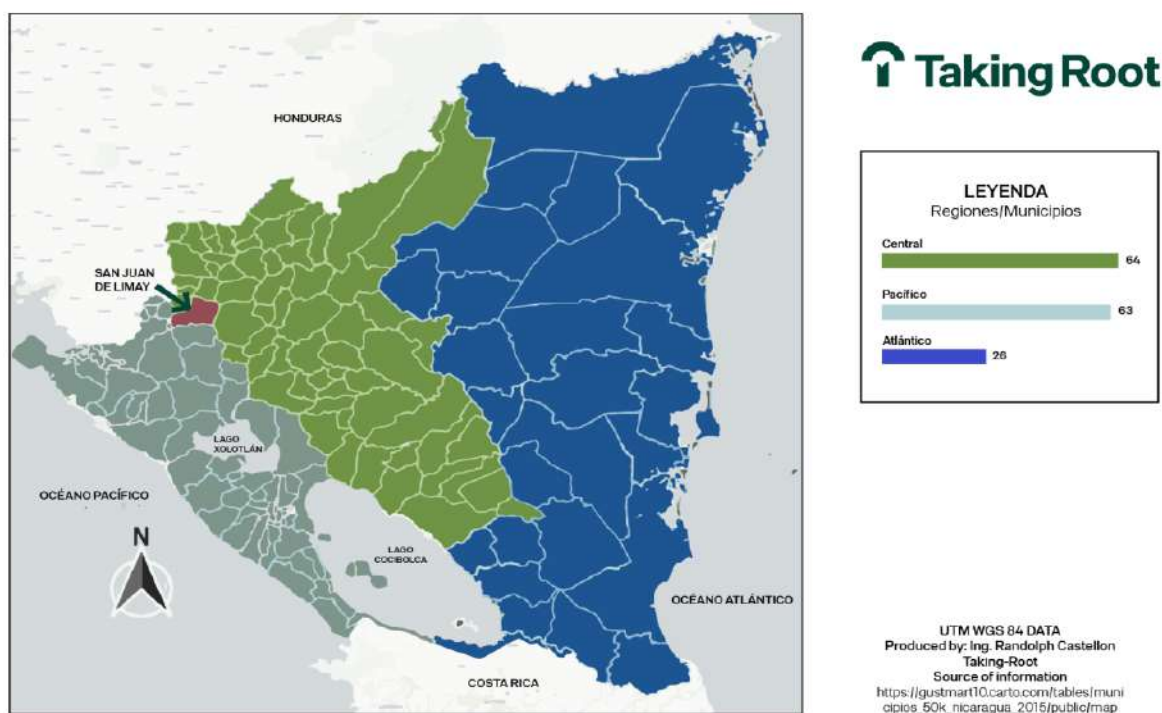 HONDURAS
SAN JUAN
DE LIMAY
LAGO
XOLOTLÁN
OCÉANO PACÍFICO
N
LAGO
COCIBOLCA
OCÉANO ATLÁNTICO
COSTA RICA
Taking Root
LEYENDA
Regiones/Municipios
Central
64
Pacífico
63
Atlántico
26
UTM WGS 84 DATA
Produced by: Ing. Randolph Castellon
Taking-Root
Source of information
https://gustmart10.carto.com/tables/muni
cipios_50k_nicaragua_2015/public/map